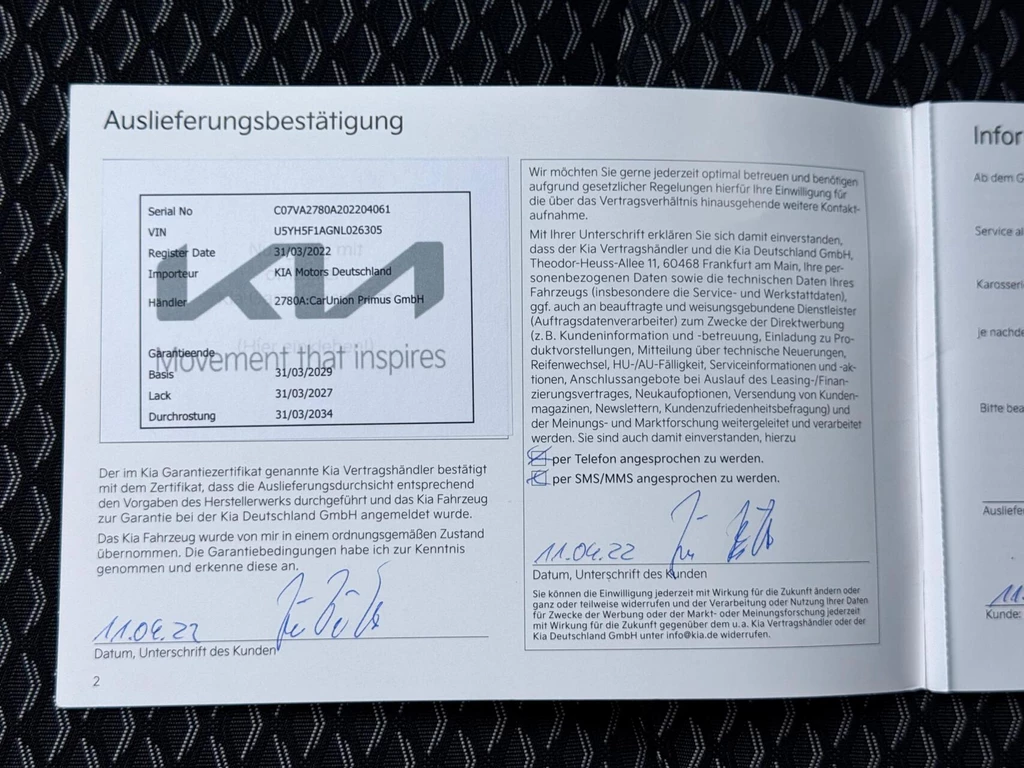 Auslieferungsbestätigung
Serial No C07VA2780A202204061
VIN U5YH5F1AGNL026305
Register Date 31/03/2022
Importeur KIA Motors Deutschland
Händler 2780A:CarUnion Primus GmbH
KIA
Garantieende
Movement that inspires
Basis 31/03/2029
Lack 31/03/2027
Durchrostung 31/03/2034
Der im Kia Garantiezertifikat genannte Kia Vertragshändler bestätigt
mit dem Zertifikat, dass die Auslieferungsdurchsicht entsprechend
den Vorgaben des Herstellerwerks durchgeführt und das Kia Fahrzeug
zur Garantie bei der Kia Deutschland GmbH angemeldet wurde.
Das Kia Fahrzeug wurde von mir in einem ordnungsgemäßen Zustand
übernommen. Die Garantiebedingungen habe ich zur Kenntnis
genommen und erkenne diese an.
11.04.22
Datum, Unterschrift des Kunden
2
Wir möchten Sie gerne jederzeit optimal betreuen und benötigen
aufgrund gesetzlicher Regelungen hierfür Ihre Einwilligung für
die über das Vertragsverhältnis hinausgehende weitere Kontakt-
aufnahme.
Mit Ihrer Unterschrift erklären Sie sich damit einverstanden,
dass der Kia Vertragshändler und die Kia Deutschland GmbH,
Theodor-Heuss-Allee 11, 60468 Frankfurt am Main, Ihre per-
sonenbezogenen Daten sowie die technischen Daten Ihres
Fahrzeugs (insbesondere die Service- und Werkstattdaten),
ggf. auch an beauftragte und weisungsgebundene Dienstleister
(Auftragsdatenverarbeiter) zum Zwecke der Direktwerbung
(z.B. Kundeninformation und -betreuung, Einladung zu Pro-
duktvorstellungen, Mitteilung über technische Neuerungen,
Reifenwechsel, HU-/AU-Fälligkeit, Serviceinformationen und -ak-
tionen, Anschlussangebote bei Auslauf des Leasing-/Finan-
zierungsvertrages, Neukaufoptionen, Versendung von Kunden-
magazinen, Newslettern, Kundenzufriedenheitsbefragung) und
der Meinungs- und Marktforschung weitergeleitet und verarbeitet
werden. Sie sind auch damit einverstanden, hierzu
per Telefon angesprochen zu werden.
per SMS/MMS angesprochen zu werden.
11.04.22
Datum, Unterschrift des Kunden
Sie können die Einwilligung jederzeit mit Wirkung für die Zukunft ändern oder
ganz oder teilweise widerrufen und der Verarbeitung oder Nutzung Ihrer Daten
für Zwecke der Werbung oder der Markt- oder Meinungsforschung jederzeit
mit Wirkung für die Zukunft gegenüber dem u. a. Kia Vertragshändler oder der
Kia Deutschland GmbH unter info@kia.de widerrufen.
Infor
Ab dem G
Service al
Karosseri
je nachde
Bitte bea
Ausliefe
11.
Kunde: